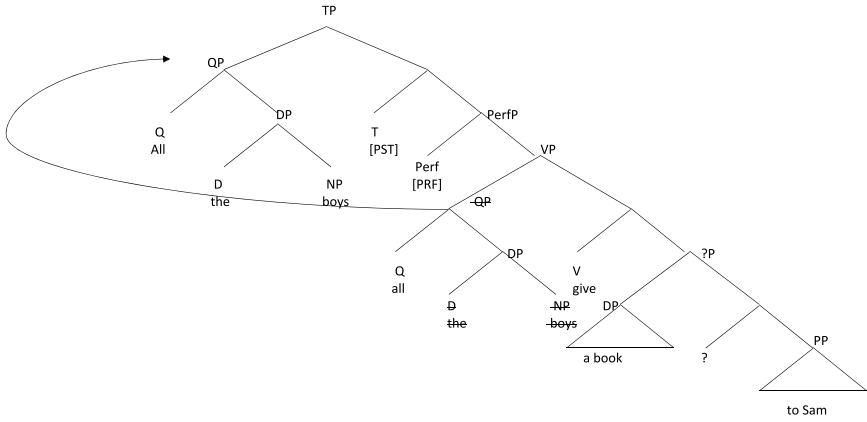 TP
QP
DP
PerfP
Q
All
T
[PST]
VP
Perf
[PRF]
D
the
NP
boys
QP
DP
?P
Q
all
V
give
D
the
NP
boys
DP
PP
a book
?
to Sam